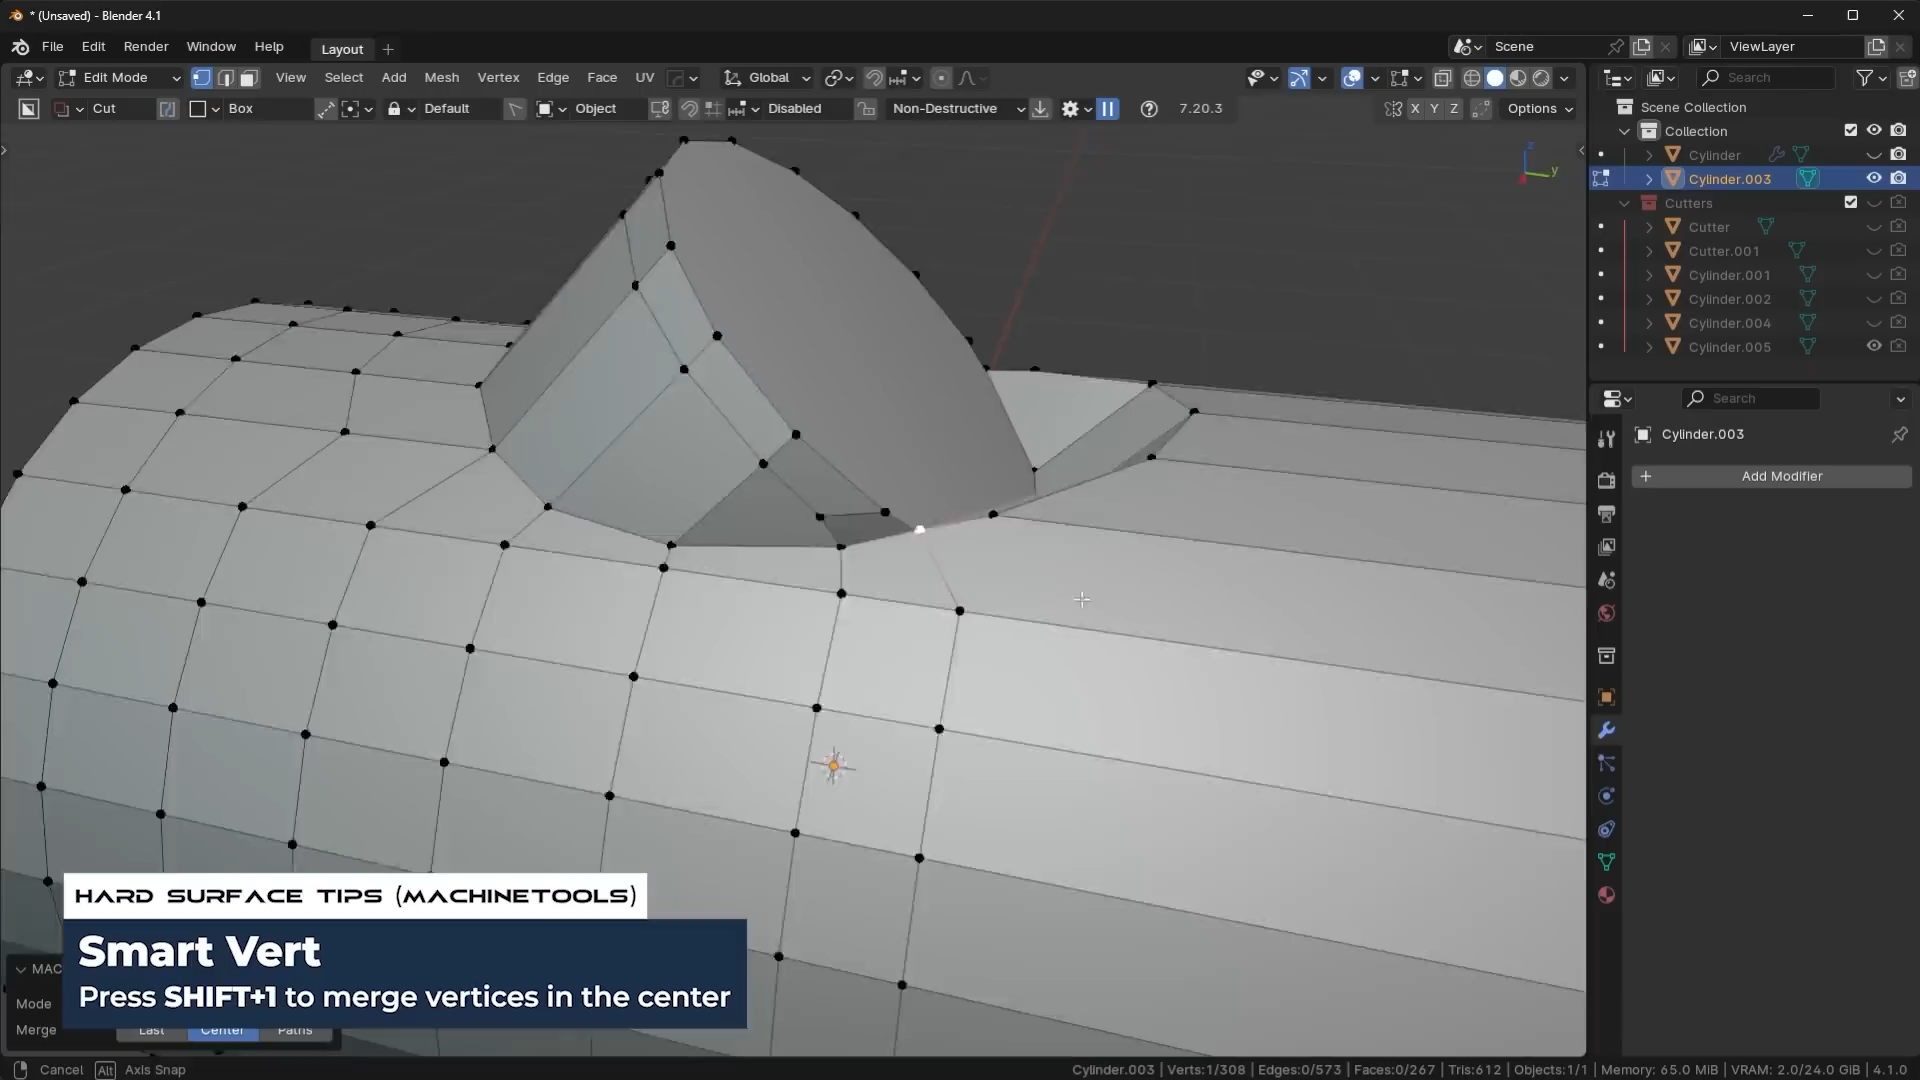 * (Unsaved) - Blender 4.1
File Edit Render Window Help Layout + Scene ViewLayer
Edit Mode View Select Add Mesh Vertex Edge Face UV Global Search
Cut Box Default Object Disabled Non-Destructive 7.20.3 X Y Z Options
Scene Collection
Collection
Cylinder
Cylinder.003
Cutters
Cutter
Cutter.001
Cylinder.001
Cylinder.002
Cylinder.004
Cylinder.005
z
y
Search
Cylinder.003
+ Add Modifier
HARD SURFACE TIPS (MACHINETOOLS)
Smart Vert
Press SHIFT+1 to merge vertices in the center
MAC
Mode
Merge Last Center Paths
Cancel Alt Axis Snap Cylinder.003 | Verts:1/308 | Edges:0/573 | Faces:0/267 | Tris:612 | Objects:1/1 | Memory: 65.0 MiB | VRAM: 2.0/24.0 GiB | 4.1.0